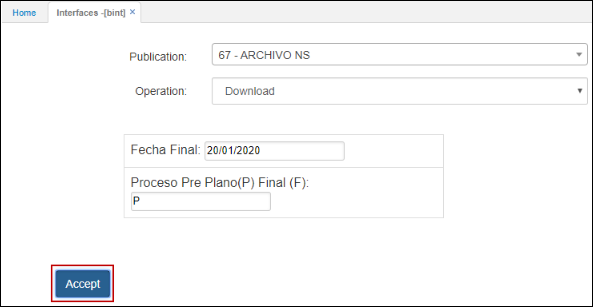 Home Interfaces -[bint] ×
Publication: 67 - ARCHIVO NS
Operation: Download
Fecha Final: 20/01/2020
Proceso Pre Plano(P) Final (F):
P
Accept